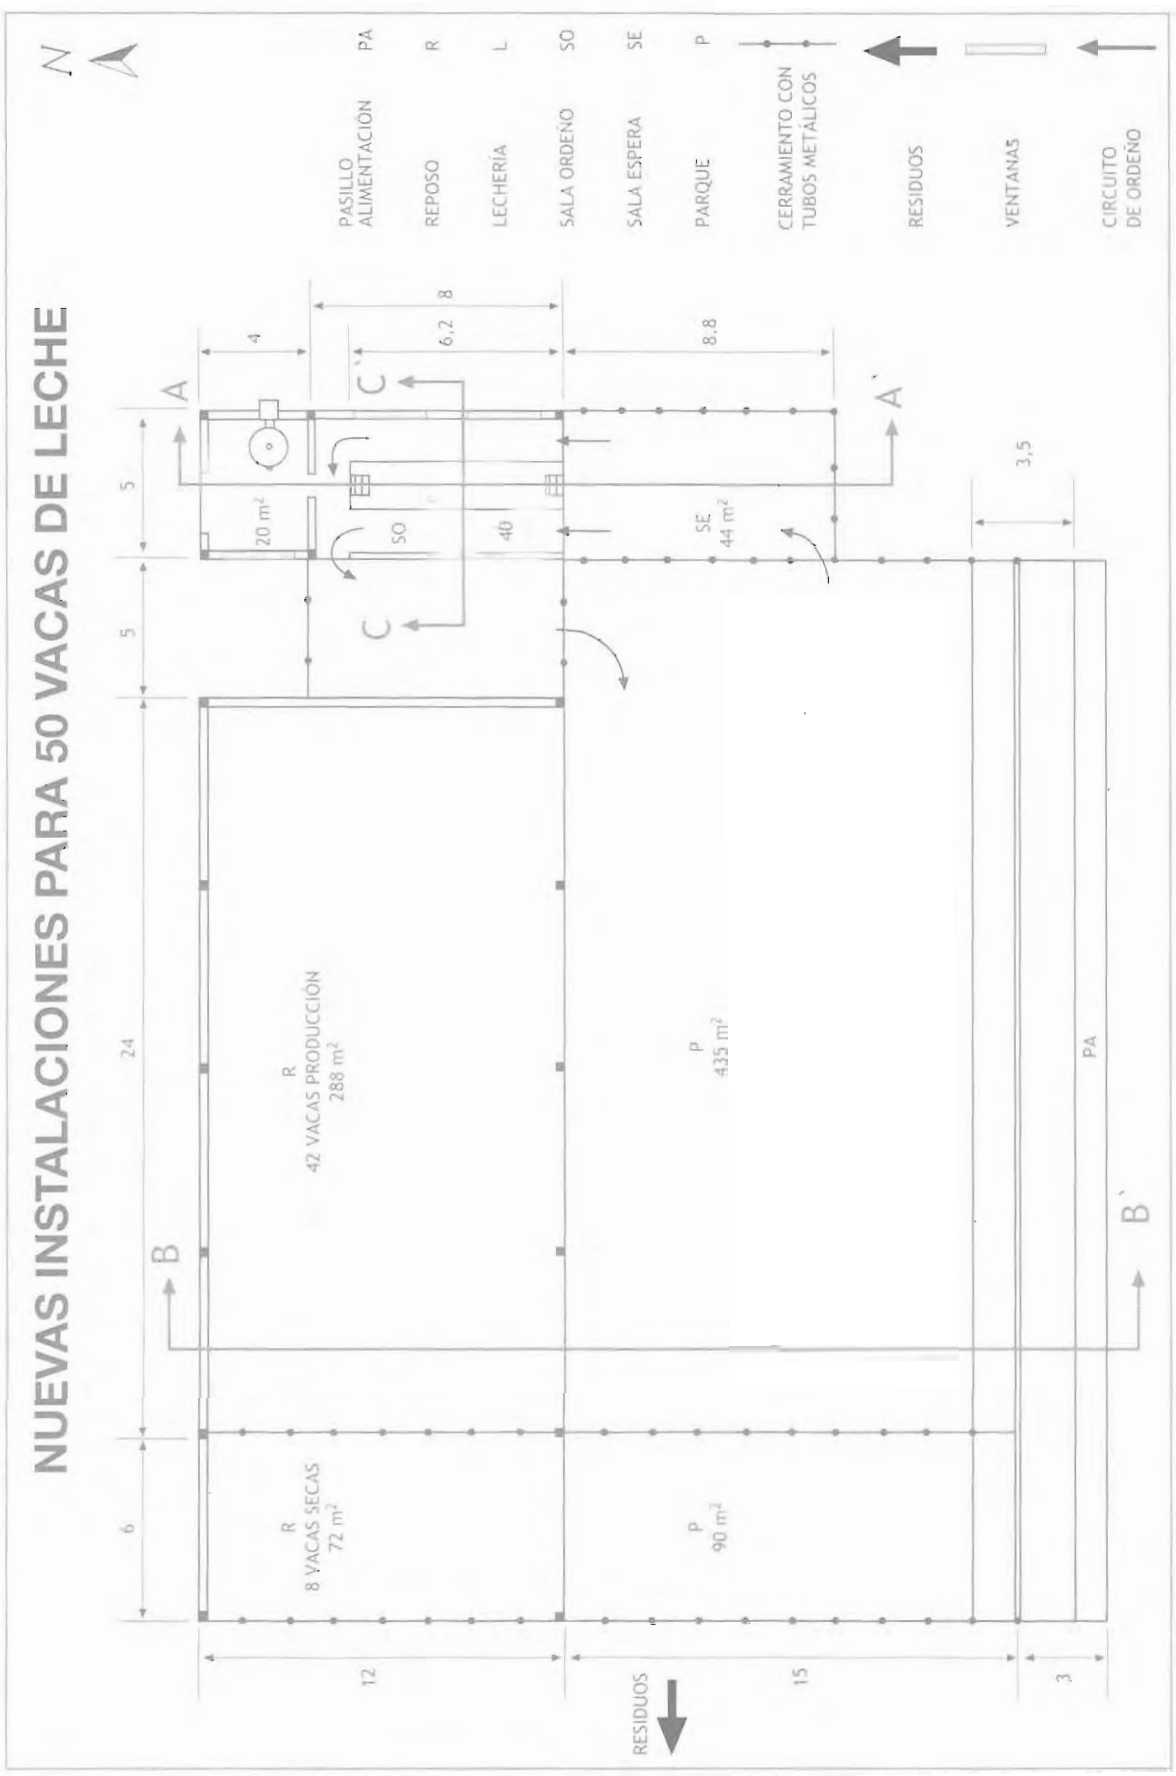 NUEVAS INSTALACIONES PARA 50 VACAS DE LECHE
N
6
24
5
5
B
A
R
8 VACAS SECAS
72 m²
R
42 VACAS PRODUCCIÓN
288 m²
20 m²
SO
40
C
C`
4
8
6,2
8.8
12
15
3
P
90 m²
P
435 m²
SE
44 m²
A`
3,5
PA
B`
RESIDUOS
PASILLO
ALIMENTACIÓN PA
REPOSO R
LECHERÍA L
SALA ORDEÑO SO
SALA ESPERA SE
PARQUE P
CERRAMIENTO CON
TUBOS METÁLICOS
RESIDUOS
VENTANAS
CIRCUITO
DE ORDEÑO